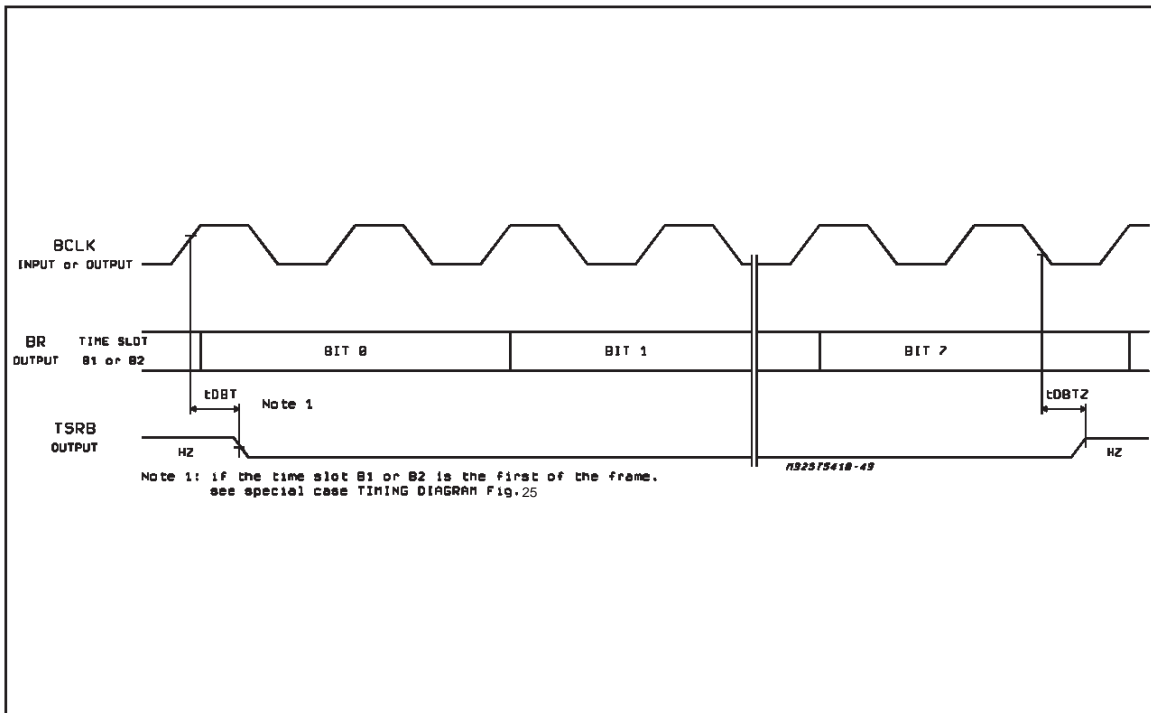 BCLK
INPUT or OUTPUT
BR TIME SLOT
OUTPUT B1 or B2
BIT 0
BIT 1
BIT 7
tDBT
Note 1
tDBTZ
TSRB
OUTPUT
HZ
HZ
M92ST5410-49
Note 1: if the time slot B1 or B2 is the first of the frame.
see special case TIMING DIAGRAM Fig.25